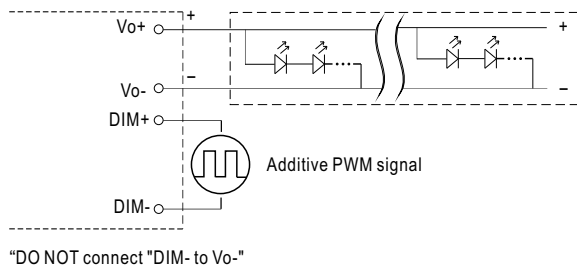 Vo+
+
+
Vo-
−
−
DIM+
Additive PWM signal
DIM-
“DO NOT connect "DIM- to Vo-"